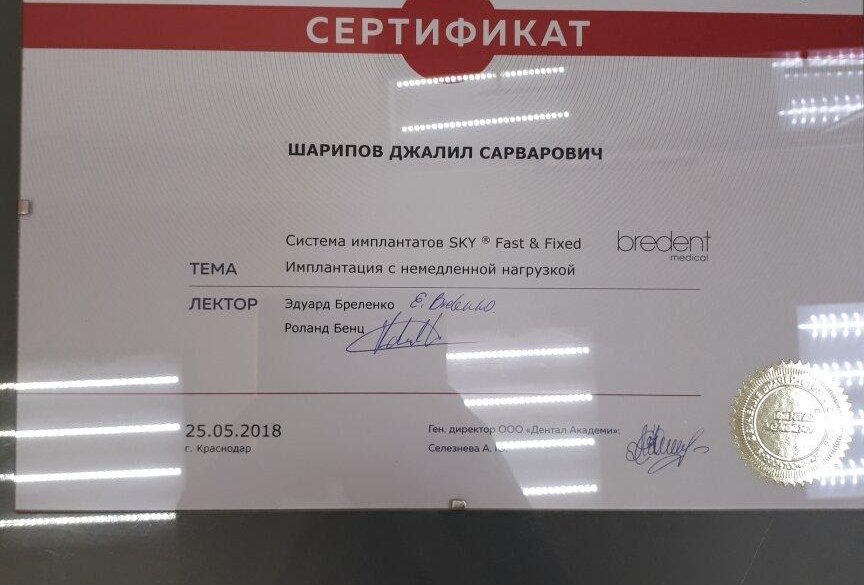 СЕРТИФИКАТ
ШАРИПОВ ДЖАЛИЛ САРВАРОВИЧ
Система имплантатов SKY ® Fast & Fixed
bredent
medical
ТЕМА
Имплантация с немедленной нагрузкой
ЛЕКТОР
Эдуард Бреленко
Роланд Бенц
25.05.2018
г. Краснодар
Ген. директор ООО «Дентал Академи»:
Селезнева А.